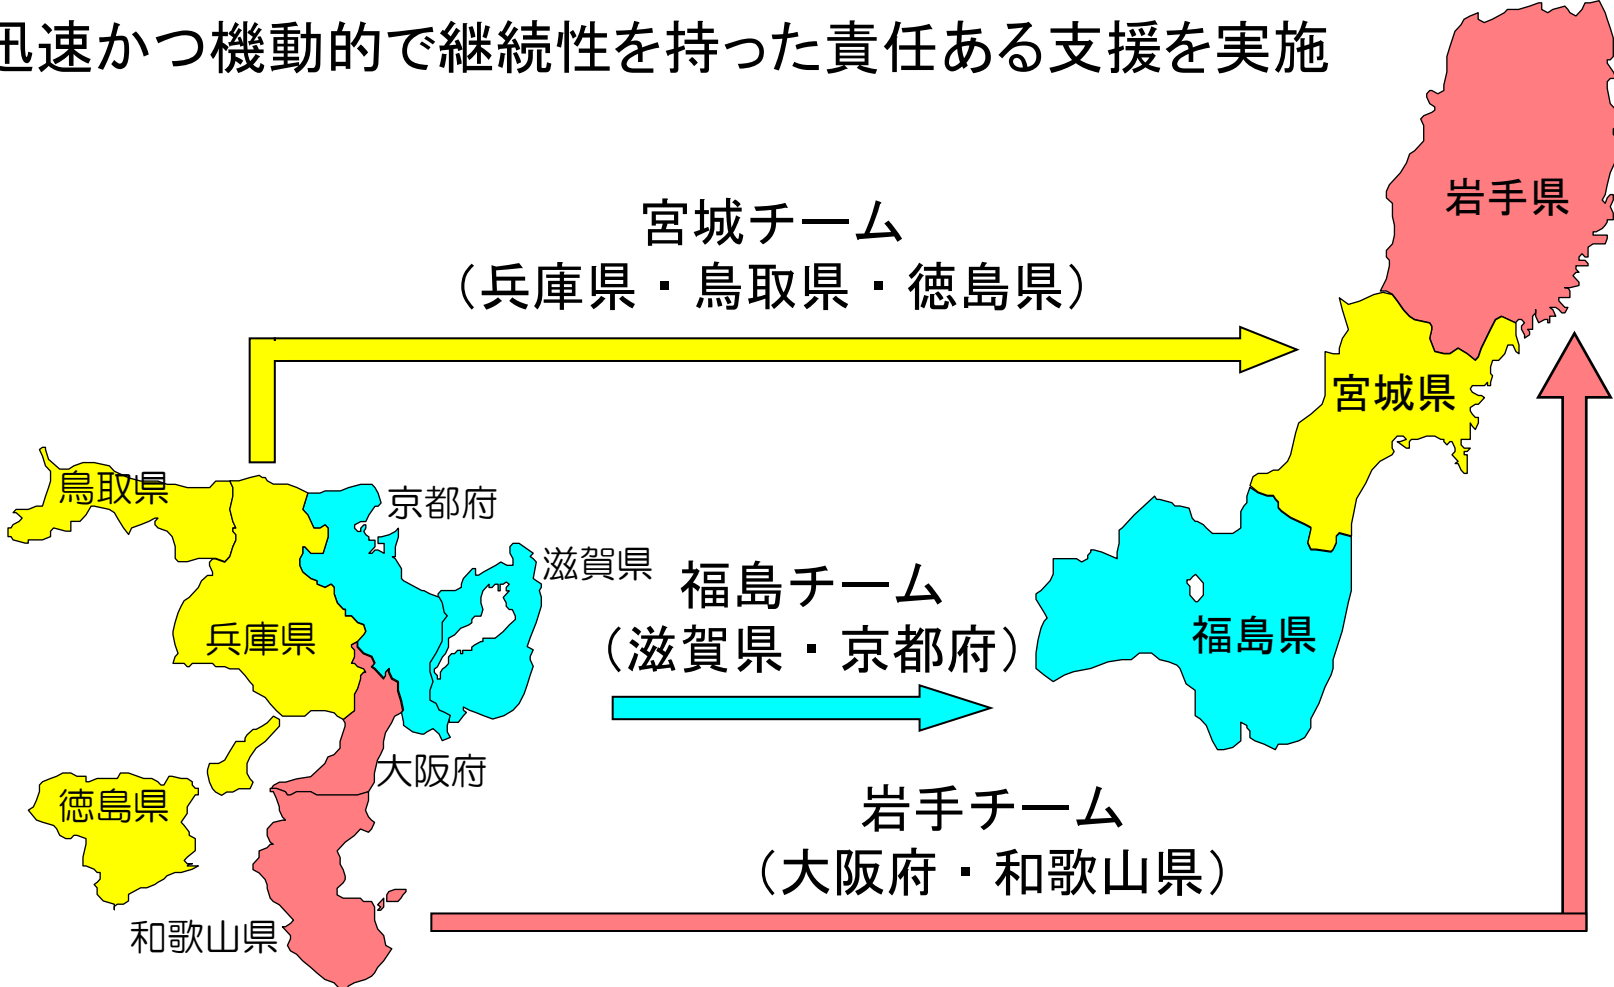 迅速かつ機動的で継続性を持った責任ある支援を実施
岩手県
宮城チーム
（兵庫県・鳥取県・徳島県）
宮城県
鳥取県
京都府
滋賀県
福島チーム
（滋賀県・京都府）
兵庫県
福島県
大阪府
徳島県
岩手チーム
（大阪府・和歌山県）
和歌山県